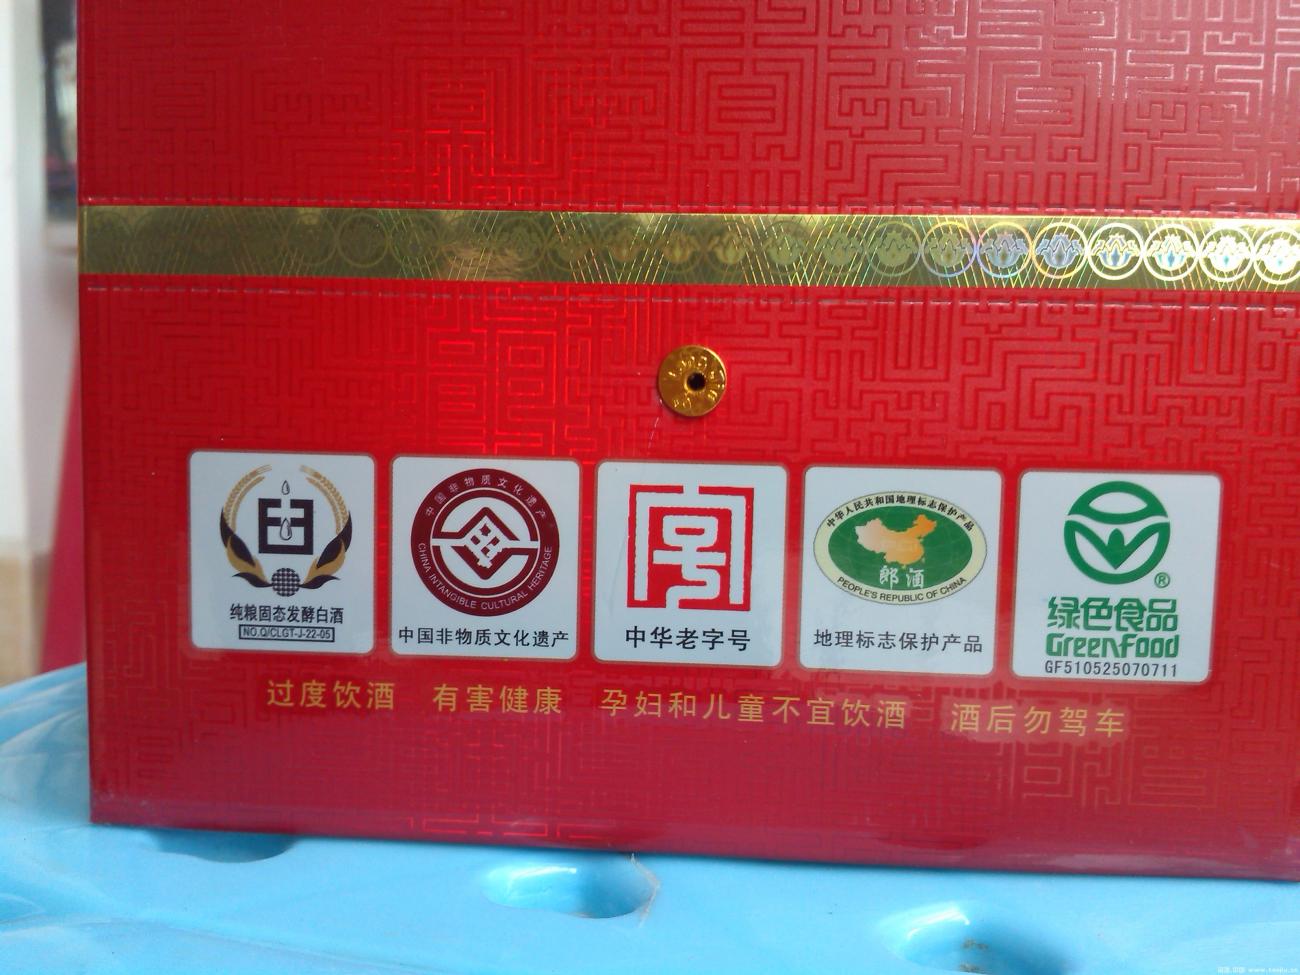 纯粮固态发酵白酒
NO.Q/CLGT-J-22-05
中国非物质文化遗产
CHINA INTANGIBLE CULTURAL HERITAGE
中国非物质文化遗产
中华老字号
中华人民共和国地理标志保护产品
郎酒
PEOPLE'S REPUBLIC OF CHINA
地理标志保护产品
®
绿色食品
GreenFood
GF510525070711
过度饮酒 有害健康 孕妇和儿童不宜饮酒 酒后勿驾车